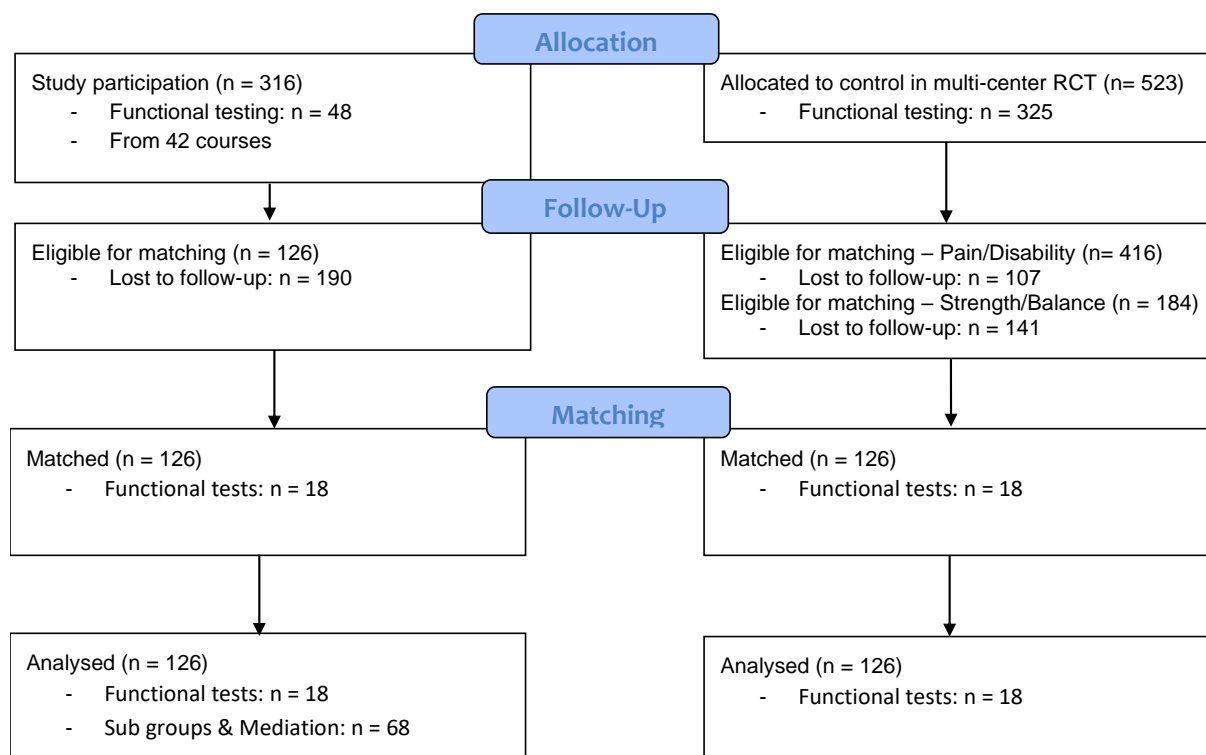 Allocation
Study participation (n = 316)
- Functional testing: n = 48
- From 42 courses
Allocated to control in multi-center RCT (n= 523)
- Functional testing: n = 325
Follow-Up
Eligible for matching (n = 126)
- Lost to follow-up: n = 190
Eligible for matching – Pain/Disability (n= 416)
- Lost to follow-up: n = 107
Eligible for matching – Strength/Balance (n = 184)
- Lost to follow-up: n = 141
Matching
Matched (n = 126)
- Functional tests: n = 18
Matched (n = 126)
- Functional tests: n = 18
Analysed (n = 126)
- Functional tests: n = 18
- Sub groups & Mediation: n = 68
Analysed (n = 126)
- Functional tests: n = 18